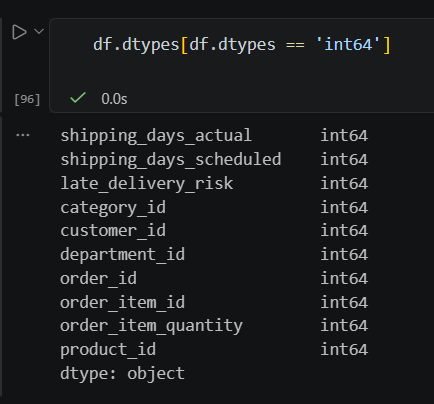 df.dtypes[df.dtypes == 'int64']
[96] 0.0s
... shipping_days_actual int64
shipping_days_scheduled int64
late_delivery_risk int64
category_id int64
customer_id int64
department_id int64
order_id int64
order_item_id int64
order_item_quantity int64
product_id int64
dtype: object